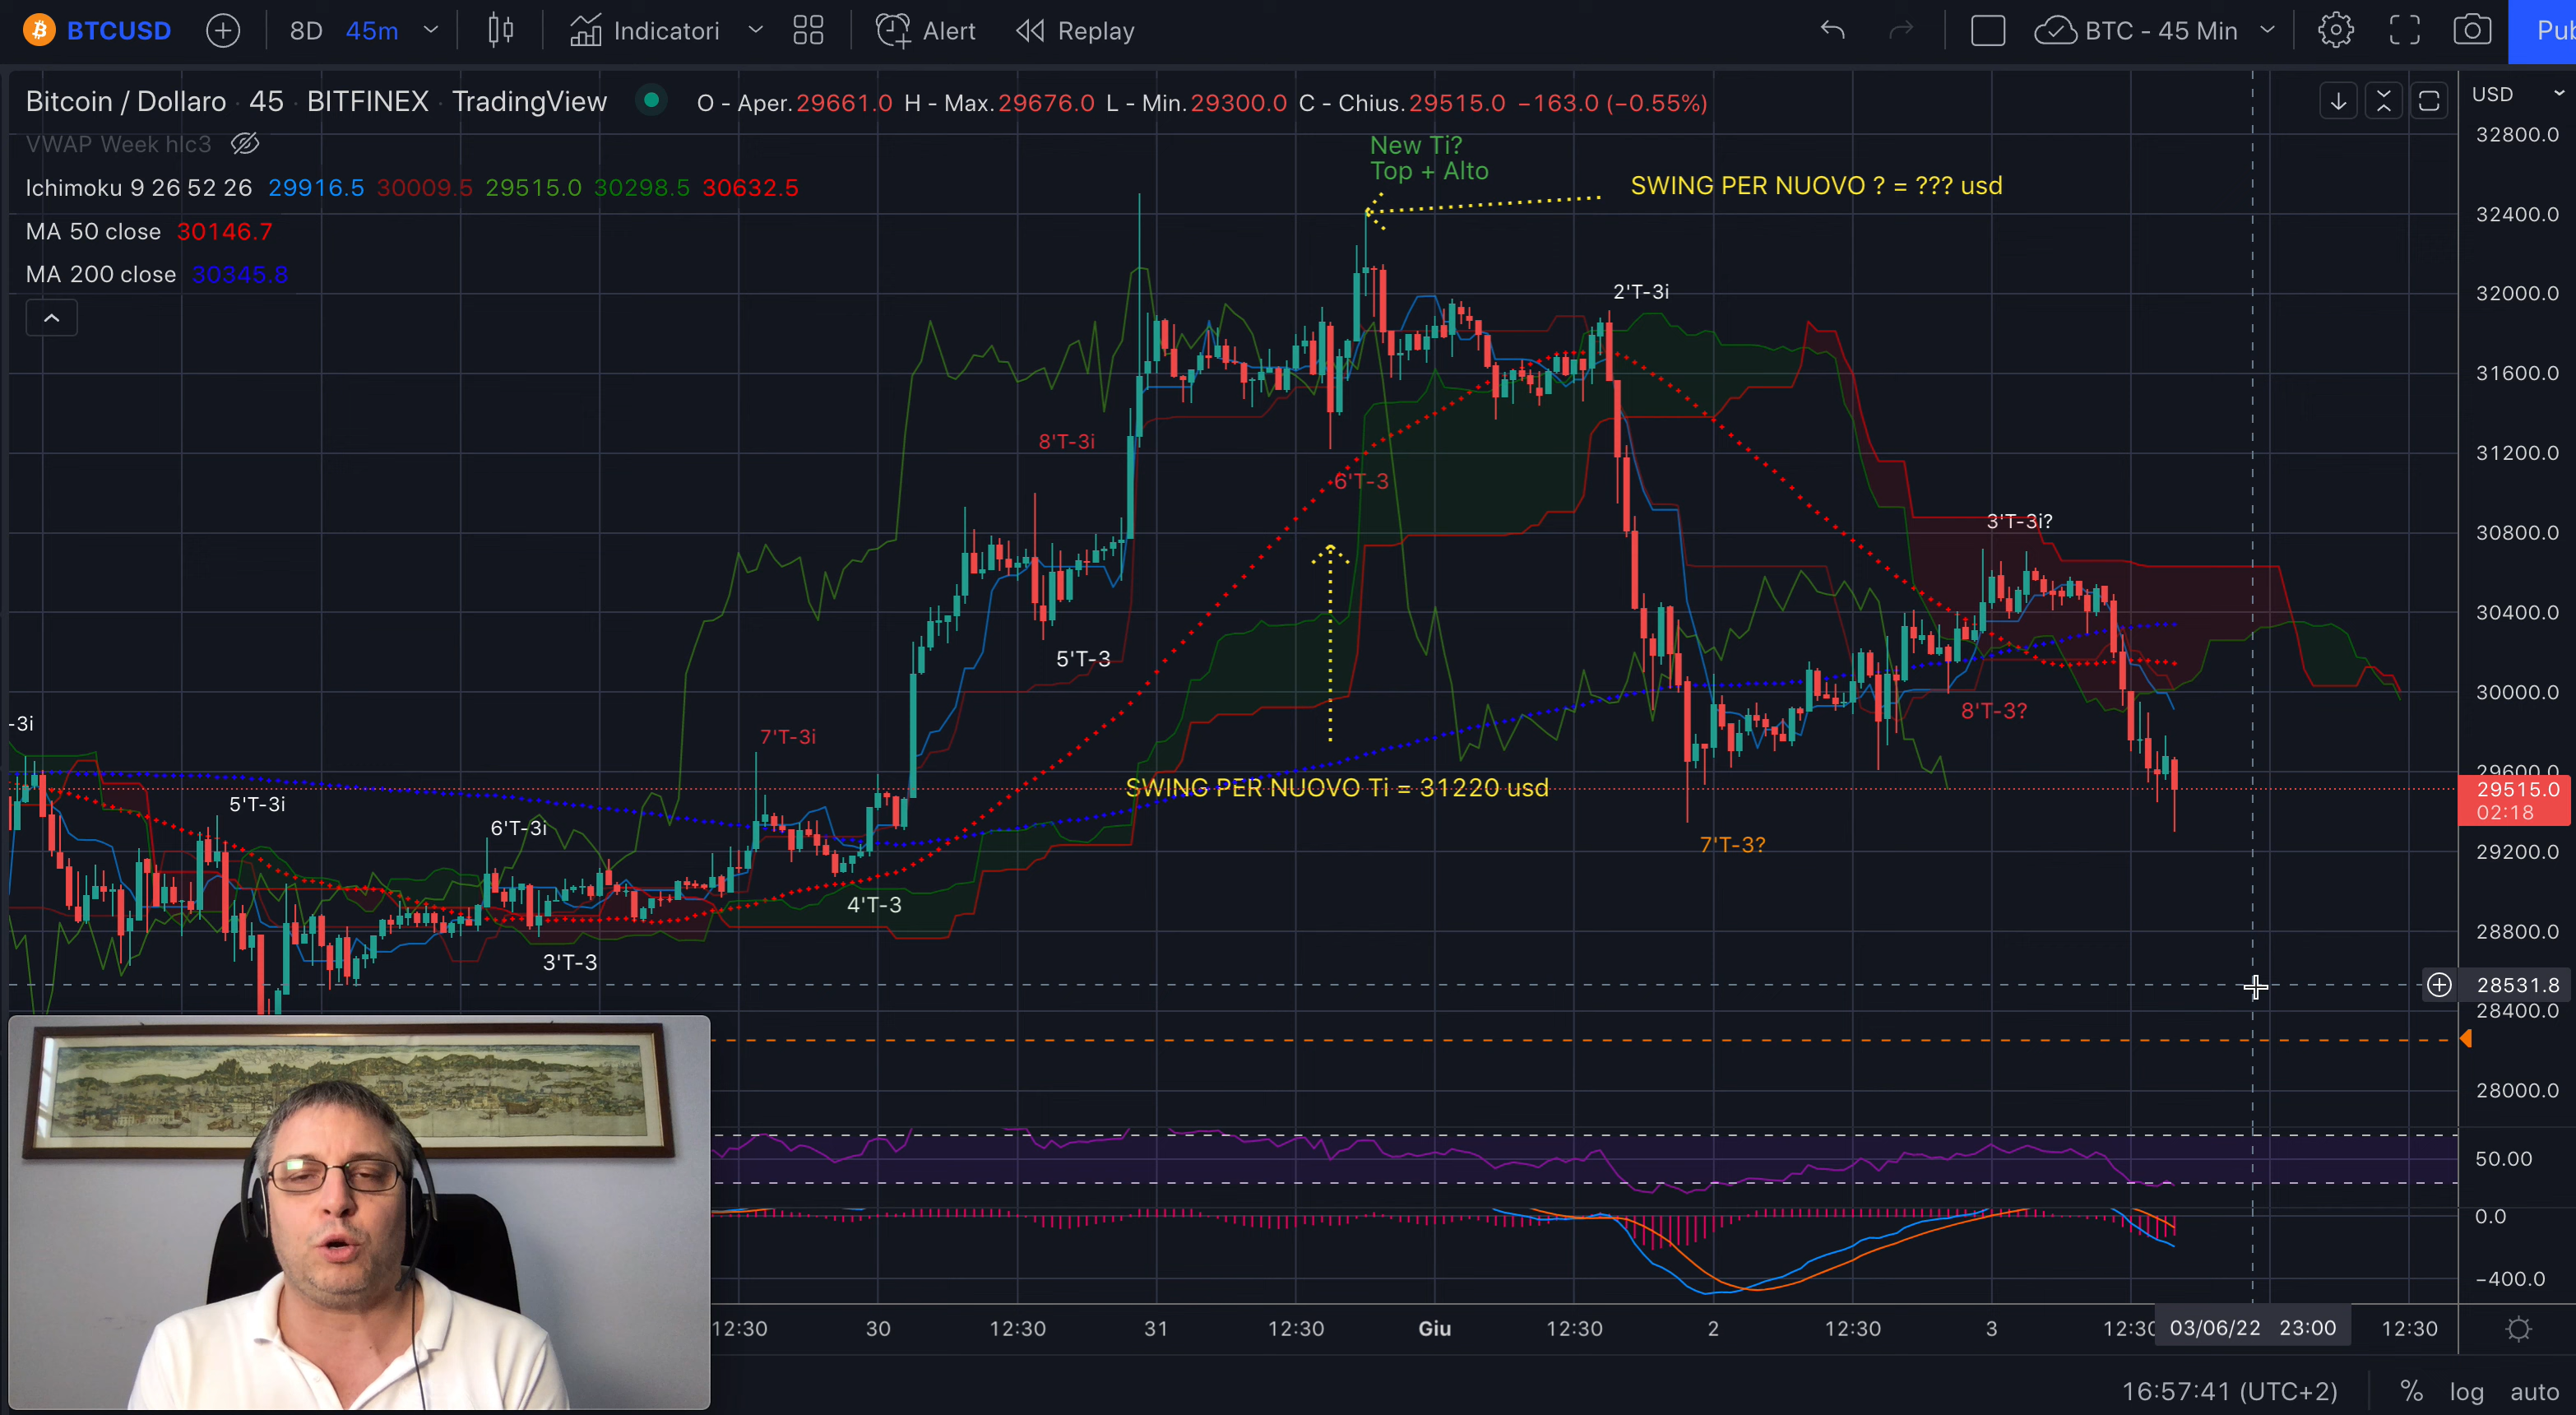 BTCUSD 8D 45m Indicatori Alert Replay BTC - 45 Min Pub
Bitcoin / Dollaro · 45 · BITFINEX · TradingView O - Aper.29661.0 H - Max.29676.0 L - Min.29300.0 C - Chius.29515.0 −163.0 (−0.55%)
USD
VWAP Week hlc3
Ichimoku 9 26 52 26 29916.5 30009.5 29515.0 30298.5 30632.5
MA 50 close 30146.7
MA 200 close 30345.8
New Ti?
Top + Alto
SWING PER NUOVO ? = ??? usd
2'T-3i
8'T-3i
6'T-3
3'T-3i?
5'T-3
8'T-3?
-3i
7'T-3i
SWING PER NUOVO Ti = 31220 usd
5'T-3i
6'T-3i
7'T-3?
4'T-3
3'T-3
32800.0
32400.0
32000.0
31600.0
31200.0
30800.0
30400.0
30000.0
29600.0
29515.0
02:18
29200.0
28800.0
28531.8
28400.0
28000.0
50.00
0.0
−400.0
12:30 30 12:30 31 12:30 Giu 12:30 2 12:30 3 12:30 03/06/22 23:00 12:30
16:57:41 (UTC+2) % log auto